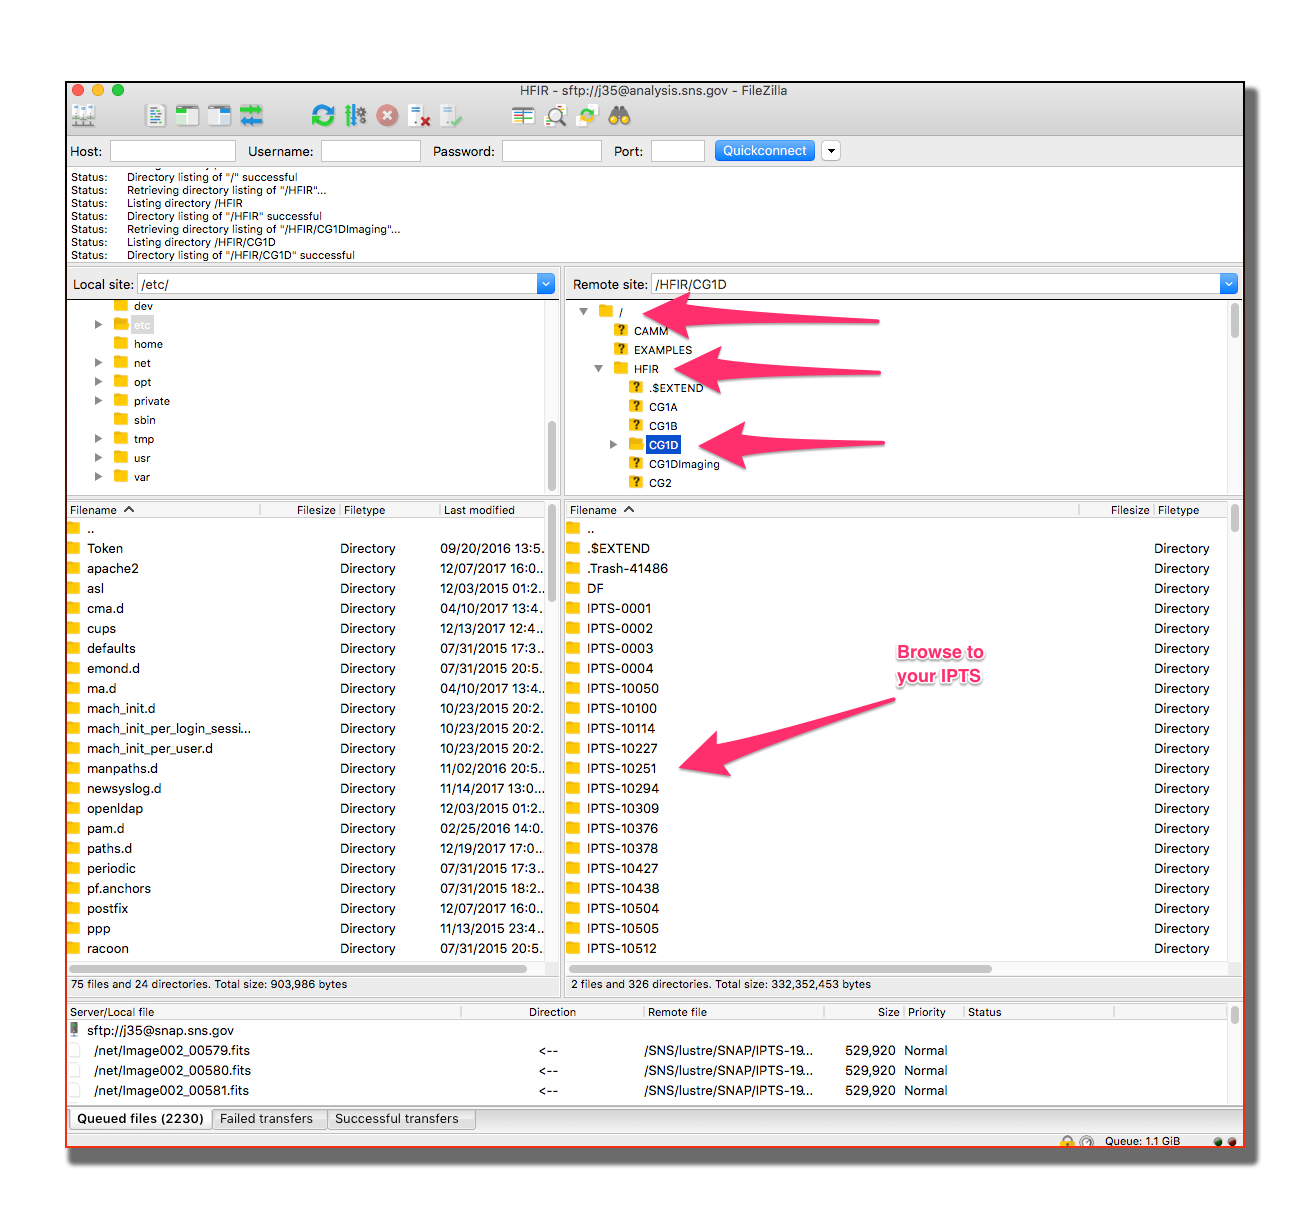 HFIR - sftp://j35@analysis.sns.gov - FileZilla
Host: Username: Password: Port: Quickconnect
Status: Directory listing of "/" successful
Status: Retrieving directory listing of "/HFIR"...
Status: Listing directory /HFIR
Status: Directory listing of "/HFIR" successful
Status: Retrieving directory listing of "/HFIR/CG1DImaging"...
Status: Listing directory /HFIR/CG1D
Status: Directory listing of "/HFIR/CG1D" successful
Local site: /etc/
dev
etc
home
net
opt
private
sbin
tmp
usr
var
Remote site: /HFIR/CG1D
/
CAMM
EXAMPLES
HFIR
.$EXTEND
CG1A
CG1B
CG1D
CG1DImaging
CG2
Filename Filesize Filetype Last modified
..
Token Directory 09/20/2016 13:5.
apache2 Directory 12/07/2017 16:0..
asl Directory 12/03/2015 01:2..
cma.d Directory 04/10/2017 13:4..
cups Directory 12/13/2017 12:4..
defaults Directory 07/31/2015 17:3..
emond.d Directory 07/31/2015 20:5.
ma.d Directory 04/10/2017 13:4..
mach_init.d Directory 10/23/2015 20:2.
mach_init_per_login_sessi... Directory 10/23/2015 20:2.
mach_init_per_user.d Directory 10/23/2015 20:2.
manpaths.d Directory 11/02/2016 20:5..
newsyslog.d Directory 11/14/2017 13:0...
openldap Directory 12/03/2015 01:2..
pam.d Directory 02/25/2016 14:0.
paths.d Directory 12/19/2017 17:0...
periodic Directory 07/31/2015 17:3..
pf.anchors Directory 07/31/2015 18:2..
postfix Directory 12/07/2017 16:0..
ppp Directory 11/13/2015 23:4..
racoon Directory 07/31/2015 20:5.
75 files and 24 directories. Total size: 903,986 bytes
Filename Filesize Filetype
..
.$EXTEND Directory
.Trash-41486 Directory
DF Directory
IPTS-0001 Directory
IPTS-0002 Directory
IPTS-0003 Directory
IPTS-0004 Directory
IPTS-10050 Directory
IPTS-10100 Directory
IPTS-10114 Directory
IPTS-10227 Directory
IPTS-10251 Directory
IPTS-10294 Directory
IPTS-10309 Directory
IPTS-10376 Directory
IPTS-10378 Directory
IPTS-10427 Directory
IPTS-10438 Directory
IPTS-10504 Directory
IPTS-10505 Directory
IPTS-10512 Directory
Browse to
your IPTS
2 files and 326 directories. Total size: 332,352,453 bytes
Server/Local file Direction Remote file Size Priority Status
sftp://j35@snap.sns.gov
/net/Image002_00579.fits <-- /SNS/lustre/SNAP/IPTS-19... 529,920 Normal
/net/Image002_00580.fits <-- /SNS/lustre/SNAP/IPTS-19... 529,920 Normal
/net/Image002_00581.fits <-- /SNS/lustre/SNAP/IPTS-19... 529,920 Normal
Queued files (2230) Failed transfers Successful transfers
Queue: 1.1 GiB